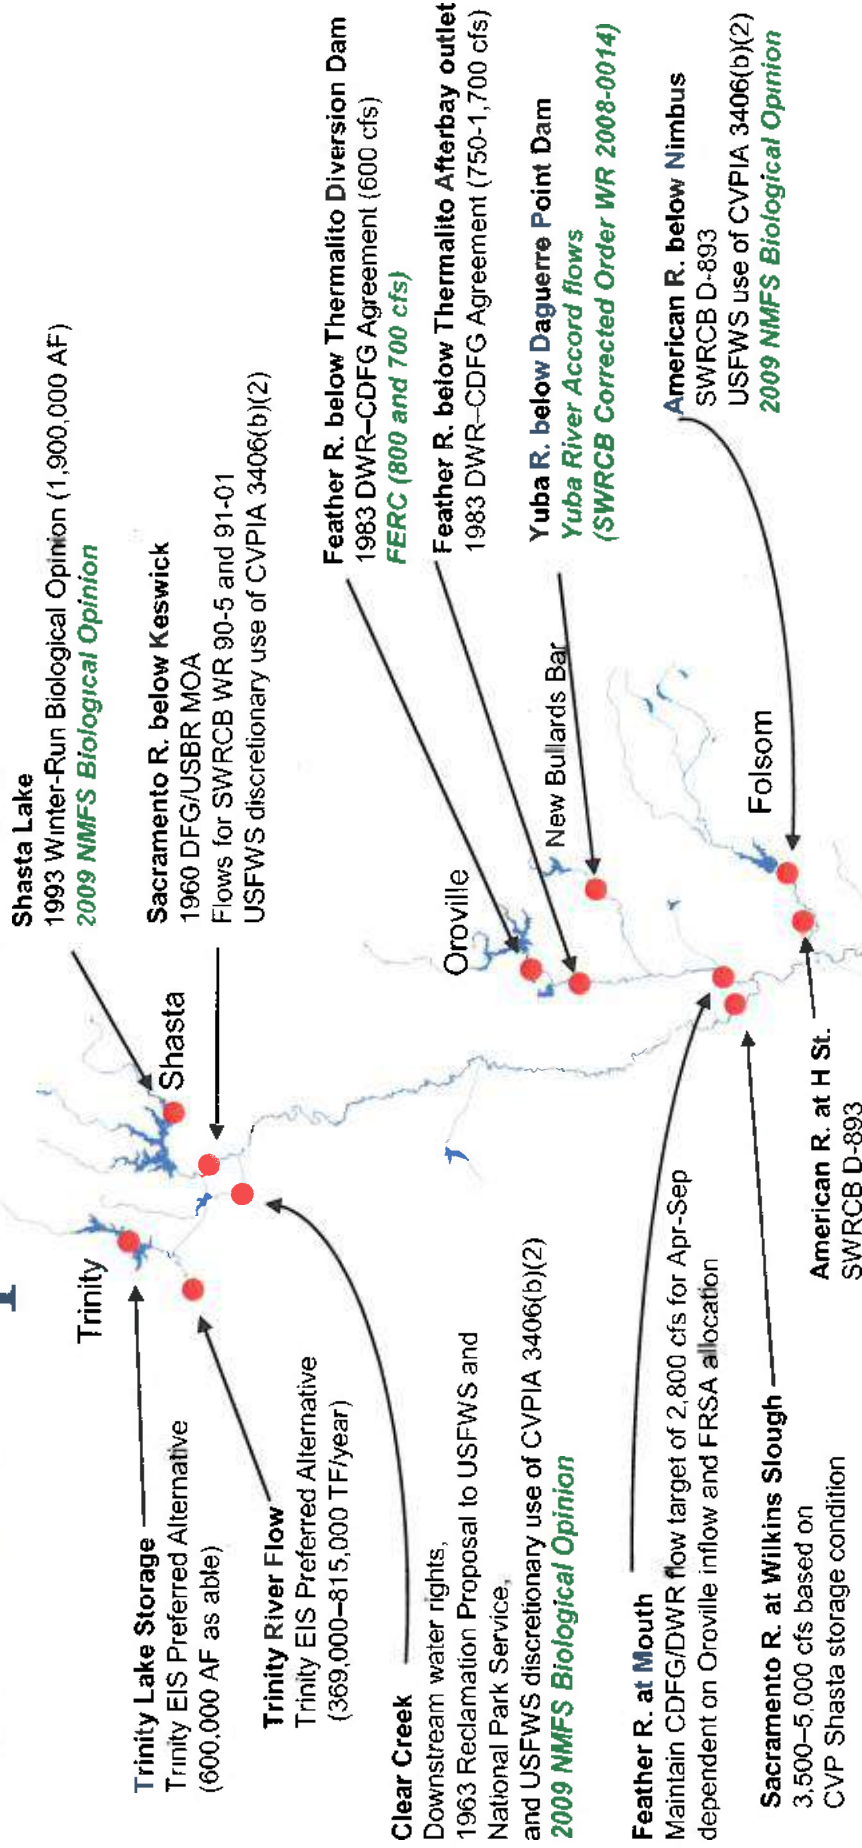 Shasta Lake
1993 Winter-Run Biological Opinion (1,900,000 AF)
2009 NMFS Biological Opinion
Sacramento R. below Keswick
1960 DFG/USBR MOA
Flows for SWRCB WR 90-5 and 91-01
USFWS discretionary use of CVPIA 3406(b)(2)
Feather R. below Thermalito Diversion Dam
1983 DWR–CDFG Agreement (600 cfs)
FERC (800 and 700 cfs)
Feather R. below Thermalito Afterbay outlet
1983 DWR–CDFG Agreement (750-1,700 cfs)
Yuba R. below Daguerre Point Dam
Yuba River Accord flows
(SWRCB Corrected Order WR 2008-0014)
American R. below Nimbus
SWRCB D-893
USFWS use of CVPIA 3406(b)(2)
2009 NMFS Biological Opinion
Trinity
Shasta
Oroville
New Bullards Bar
Folsom
Trinity Lake Storage
Trinity EIS Preferred Alternative
(600,000 AF as able)
Trinity River Flow
Trinity EIS Preferred Alternative
(369,000–815,000 TF/year)
Clear Creek
Downstream water rights,
1963 Reclamation Proposal to USFWS and
National Park Service,
and USFWS discretionary use of CVPIA 3406(b)(2)
2009 NMFS Biological Opinion
Feather R. at Mouth
Maintain CDFG/DWR flow target of 2,800 cfs for Apr-Sep
dependent on Oroville inflow and FRSA allocation
Sacramento R. at Wilkins Slough
3,500–5,000 cfs based on
CVP Shasta storage condition
American R. at H St.
SWRCB D-893